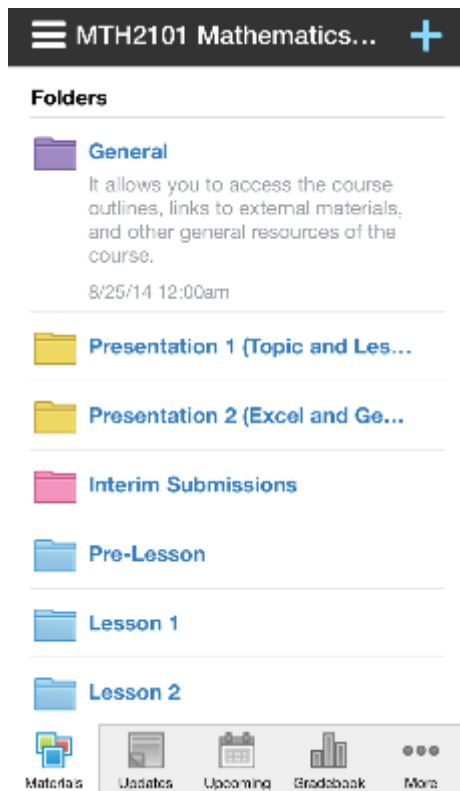 MTH2101 Mathematics...
Folders
General
It allows you to access the course
outlines, links to external materials,
and other general resources of the
course.
8/25/14 12:00am
Presentation 1 (Topic and Les...
Presentation 2 (Excel and Ge...
Interim Submissions
Pre-Lesson
Lesson 1
Lesson 2
Materials Updates Upcoming Gradebook More